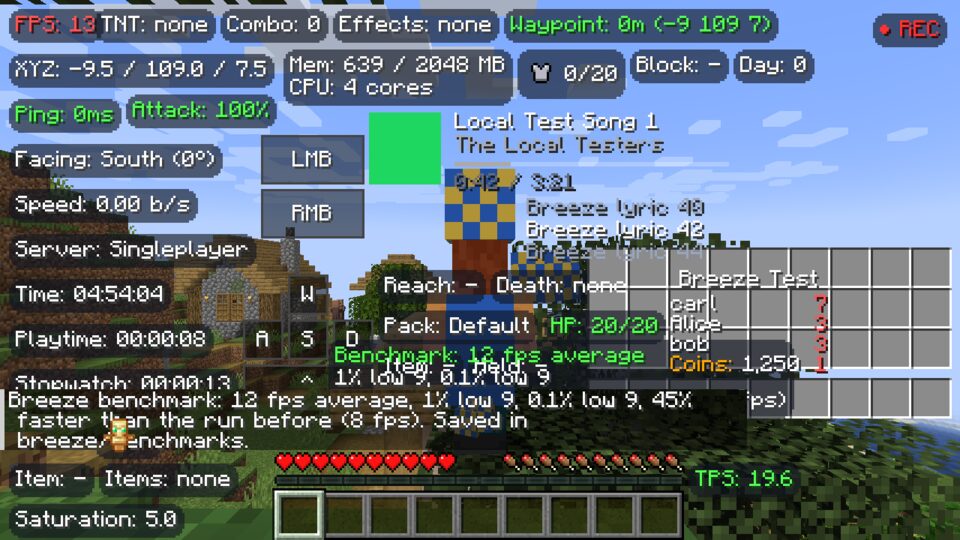 FPS: 13 TNT: none Combo: 0 Effects: none Waypoint: 0m (-9 109 7) REC
XYZ: -9.5 / 109.0 / 7.5 Mem: 639 / 2048 MB 0/20 Block: - Day: 0
CPU: 4 cores
Ping: 0ms Attack: 100%
Local Test Song 1
The Local Testers
Facing: South (0°) LMB
0:42 / 3:21
Speed: 0.00 b/s RMB
Breeze lyric 40
Breeze lyric 42
Breeze lyric 44
Server: Singleplayer
Breeze Test
Reach: - Death: none
Time: 04:54:04 W
carl 7
Alice 3
Pack: Default HP: 20/20
Playtime: 00:00:08 A S D
bob 3
Benchmark: 12 fps average
Coins: 1,250 1
1% low 9, 0.1% low 9
Stopwatch: 00:00:13 ^
Breeze benchmark: 12 fps average, 1% low 9, 0.1% low 9, 45% fps)
faster than the run before (8 fps). Saved in
breeze/benchmarks.
Item: - Items: none TPS: 19.6
Saturation: 5.0